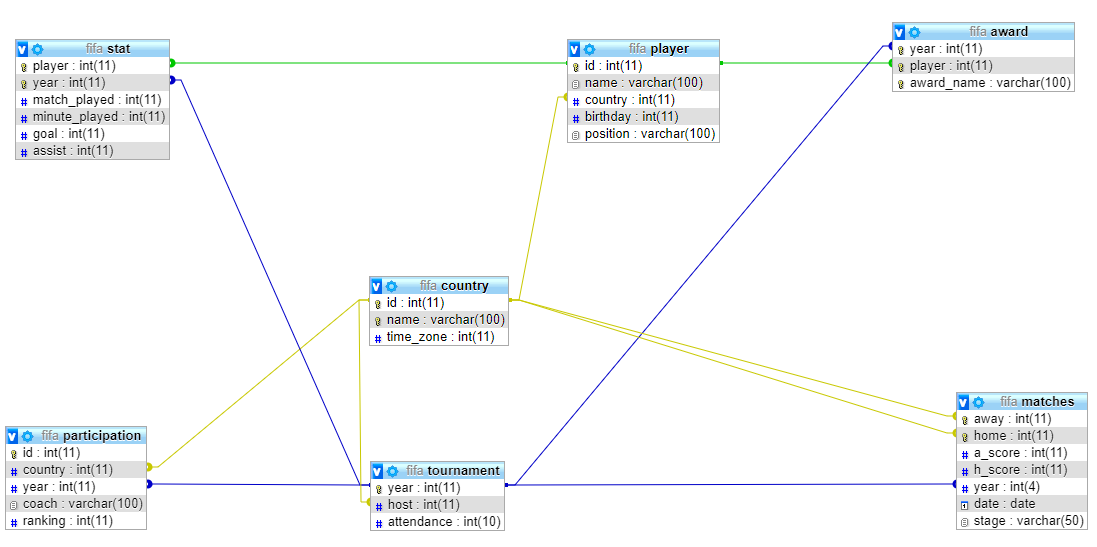 fifa stat
player : int(11)
year : int(11)
match_played : int(11)
minute_played : int(11)
goal : int(11)
assist : int(11)
fifa player
id : int(11)
name : varchar(100)
country : int(11)
birthday : int(11)
position : varchar(100)
fifa award
year : int(11)
player : int(11)
award_name : varchar(100)
fifa country
id : int(11)
name : varchar(100)
time_zone : int(11)
fifa participation
id : int(11)
country : int(11)
year : int(11)
coach : varchar(100)
ranking : int(11)
fifa tournament
year : int(11)
host : int(11)
attendance : int(10)
fifa matches
away : int(11)
home : int(11)
a_score : int(11)
h_score : int(11)
year : int(4)
date : date
stage : varchar(50)